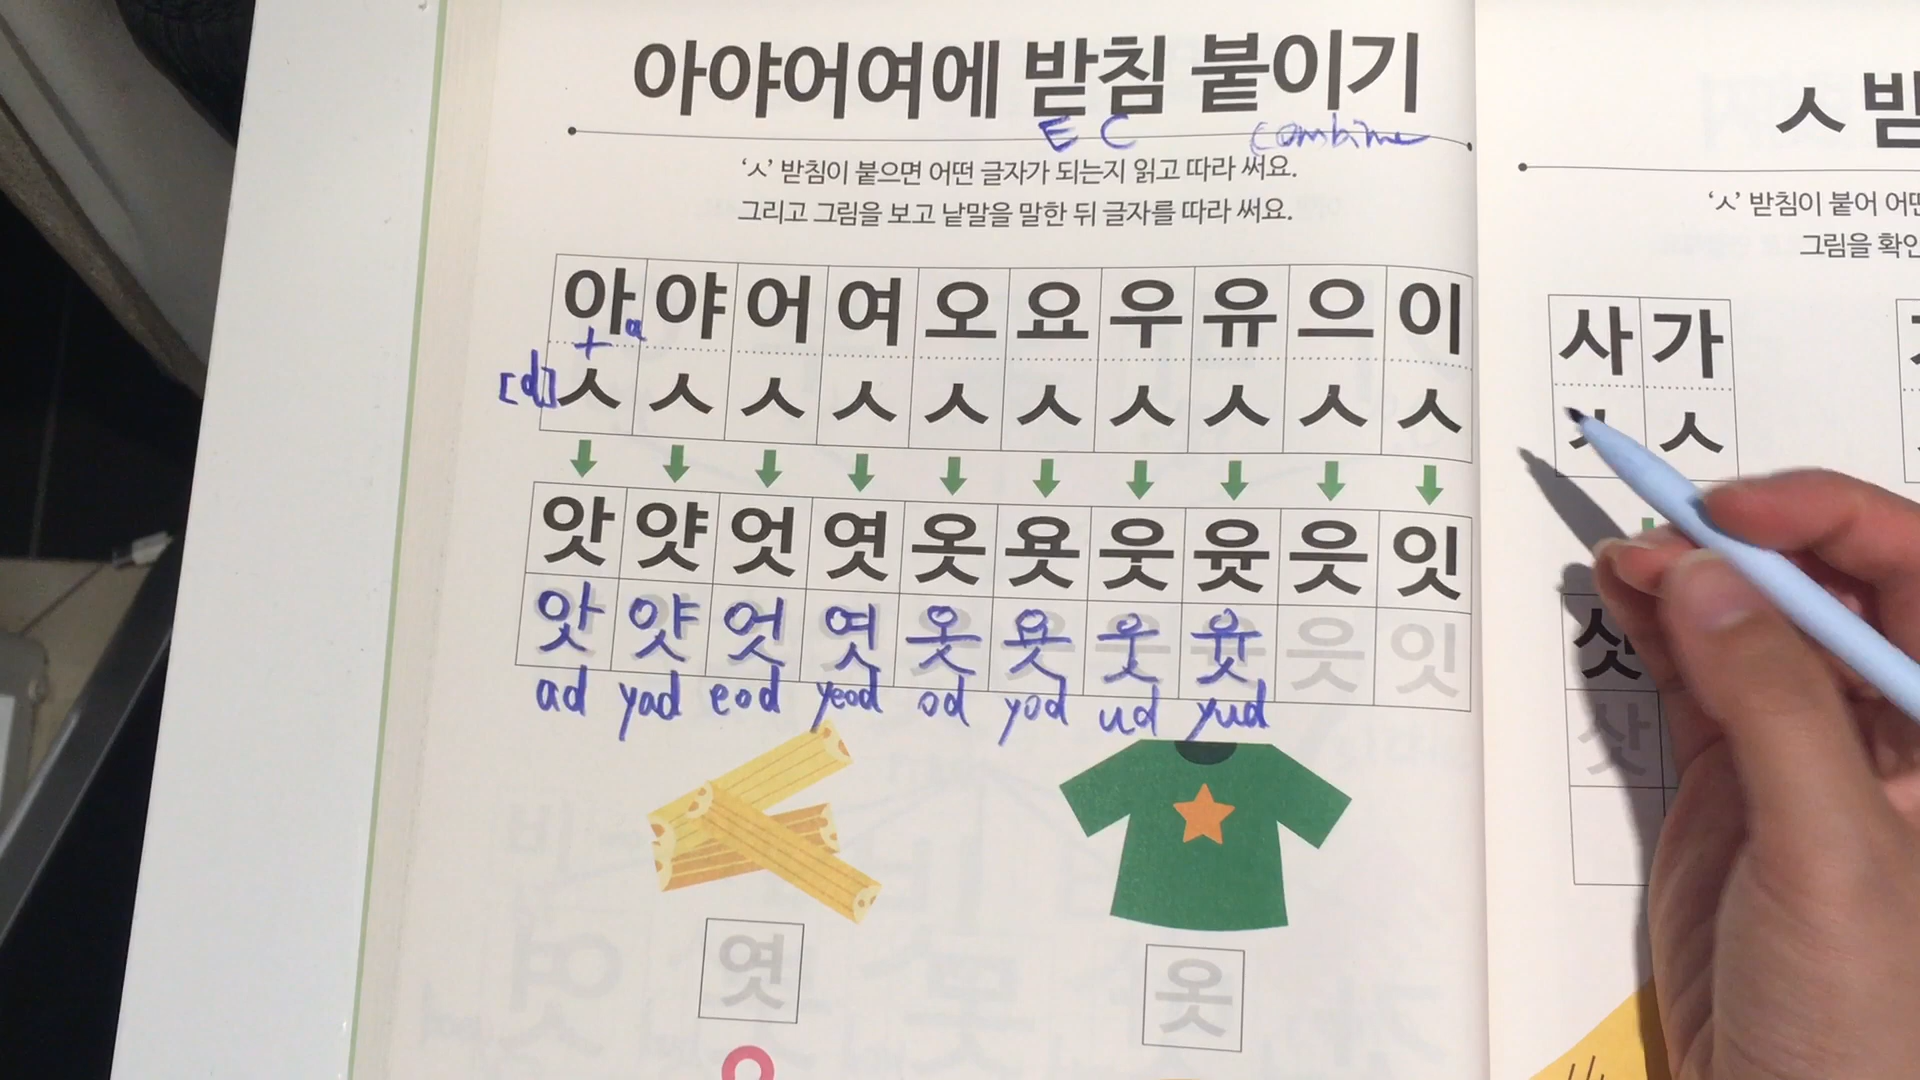 아야어여에 받침 붙이기
E C combine
'ㅅ' 받침이 붙으면 어떤 글자가 되는지 읽고 따라 써요.
그리고 그림을 보고 낱말을 말한 뒤 글자를 따라 써요.
아 야 어 여 오 요 우 유 으 이
+ a
[d] ㅅ ㅅ ㅅ ㅅ ㅅ ㅅ ㅅ ㅅ ㅅ ㅅ
앗 얏 엇 엿 옷 욧 웃 윳 읏 잇
앗 얏 엇 엿 옷 욧 웃 윳 읏 잇
ad yad eod yeod od yod ud yud
엿 옷
ㅅ 받
'ㅅ' 받침이 붙어
그림을
사 가
ㅅ ㅅ
삿
삿